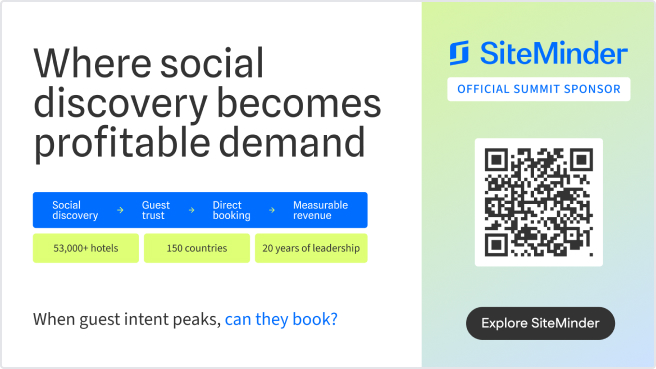 Where social
discovery becomes
profitable demand
Social
discovery
→
Guest
trust
→
Direct
booking
→
Measurable
revenue
53,000+ hotels
150 countries
20 years of leadership
When guest intent peaks, can they book?
SiteMinder
OFFICIAL SUMMIT SPONSOR
Explore SiteMinder